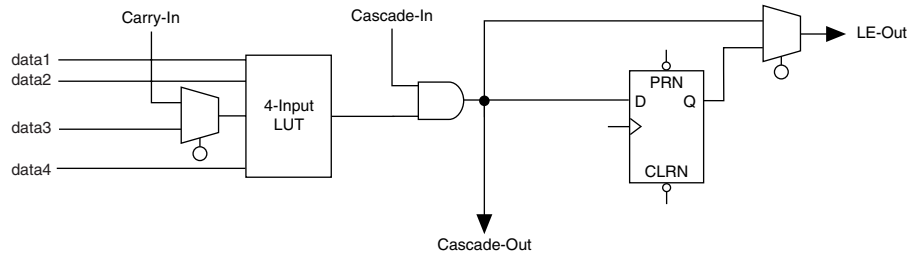 Carry-In
Cascade-In
LE-Out
data1
data2
data3
data4
4-Input
LUT
PRN
D
Q
CLRN
Cascade-Out